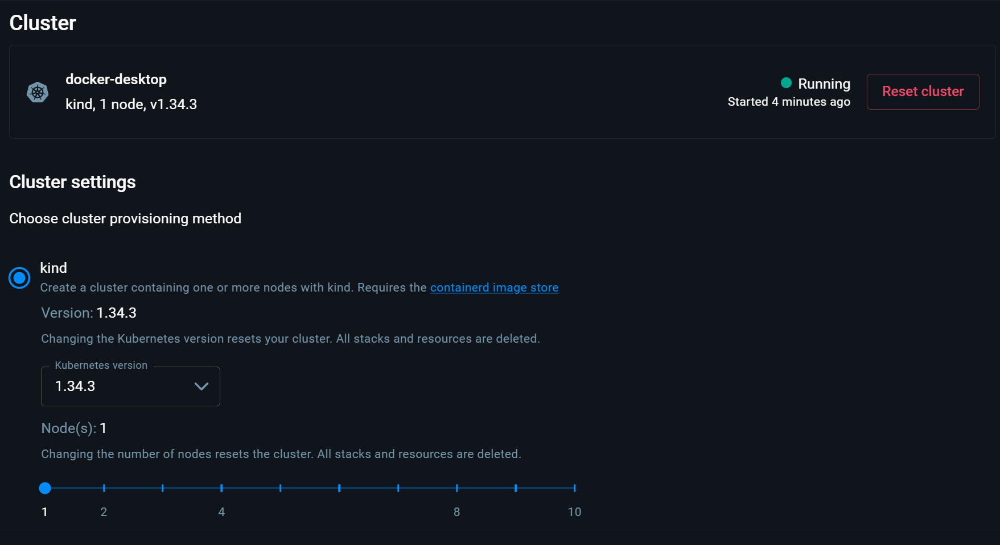 Cluster
docker-desktop
kind, 1 node, v1.34.3
Running
Started 4 minutes ago
Reset cluster
Cluster settings
Choose cluster provisioning method
kind
Create a cluster containing one or more nodes with kind. Requires the containerd image store
Version: 1.34.3
Changing the Kubernetes version resets your cluster. All stacks and resources are deleted.
Kubernetes version
1.34.3
Node(s): 1
Changing the number of nodes resets the cluster. All stacks and resources are deleted.
1 2 4 8 10